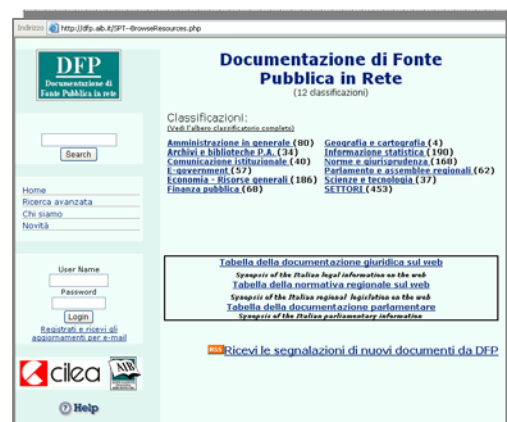 Indirizzo http://dfp.aib.it/SPT--BrowseResources.php
DFP
Documentazione di
Fonte Pubblica in rete
Search
Home
Ricerca avanzata
Chi siamo
Novità
User Name
Password
Login
Registrati e ricevi gli
aggiornamenti per e-mail
cilea AIB
Help
Documentazione di Fonte
Pubblica in Rete
(12 classificazioni)
Classificazioni:
(Vedi l'albero classificatorio completo)
Amministrazione in generale (80)
Archivi e biblioteche P.A. (34)
Comunicazione istituzionale (40)
E-government (57)
Economia - Risorse generali (186)
Finanza pubblica (68)
Geografia e cartografia (4)
Informazione statistica (190)
Norme e giurisprudenza (168)
Parlamento e assemblee regionali (62)
Scienze e tecnologia (37)
SETTORI (453)
Tabella della documentazione giuridica sul web
Synopsis of the Italian legal information on the web
Tabella della normativa regionale sul web
Synopsis of the Italian regional legislation on the web
Tabella della documentazione parlamentare
Synopsis of the Italian parliamentary information
RSS Ricevi le segnalazioni di nuovi documenti da DFP